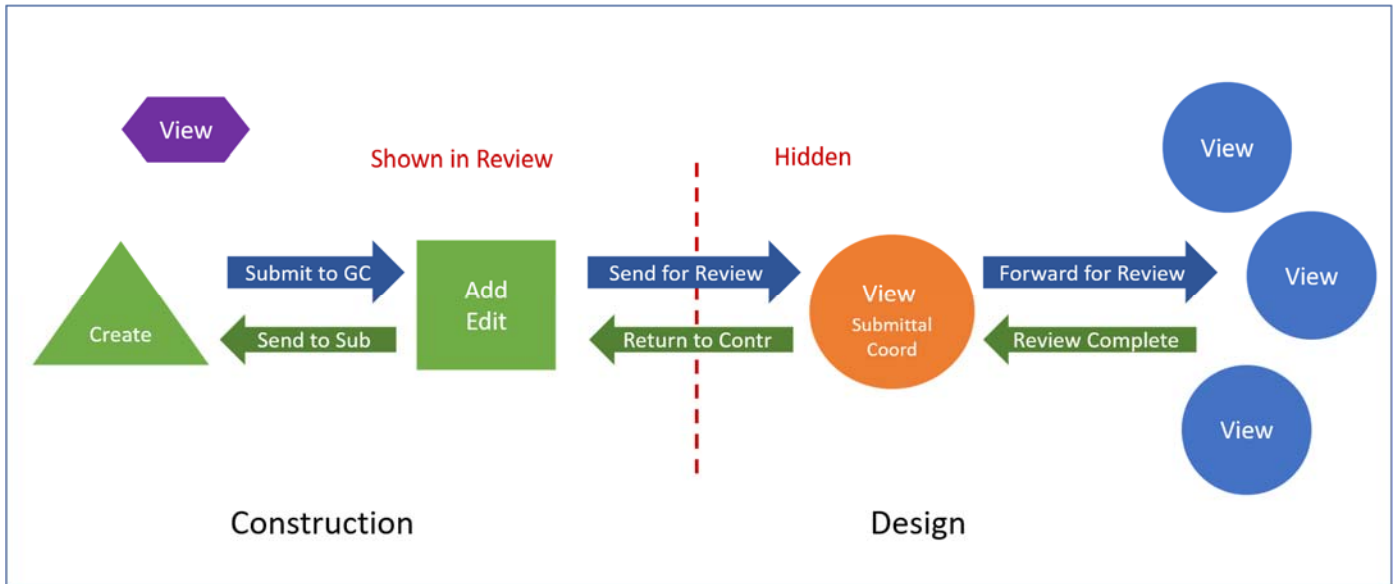 View
Shown in Review
Hidden
View
Submit to GC
Send for Review
Forward for Review
Add
Edit
View
Submittal
Coord
View
Create
Send to Sub
Return to Contr
Review Complete
View
Construction
Design